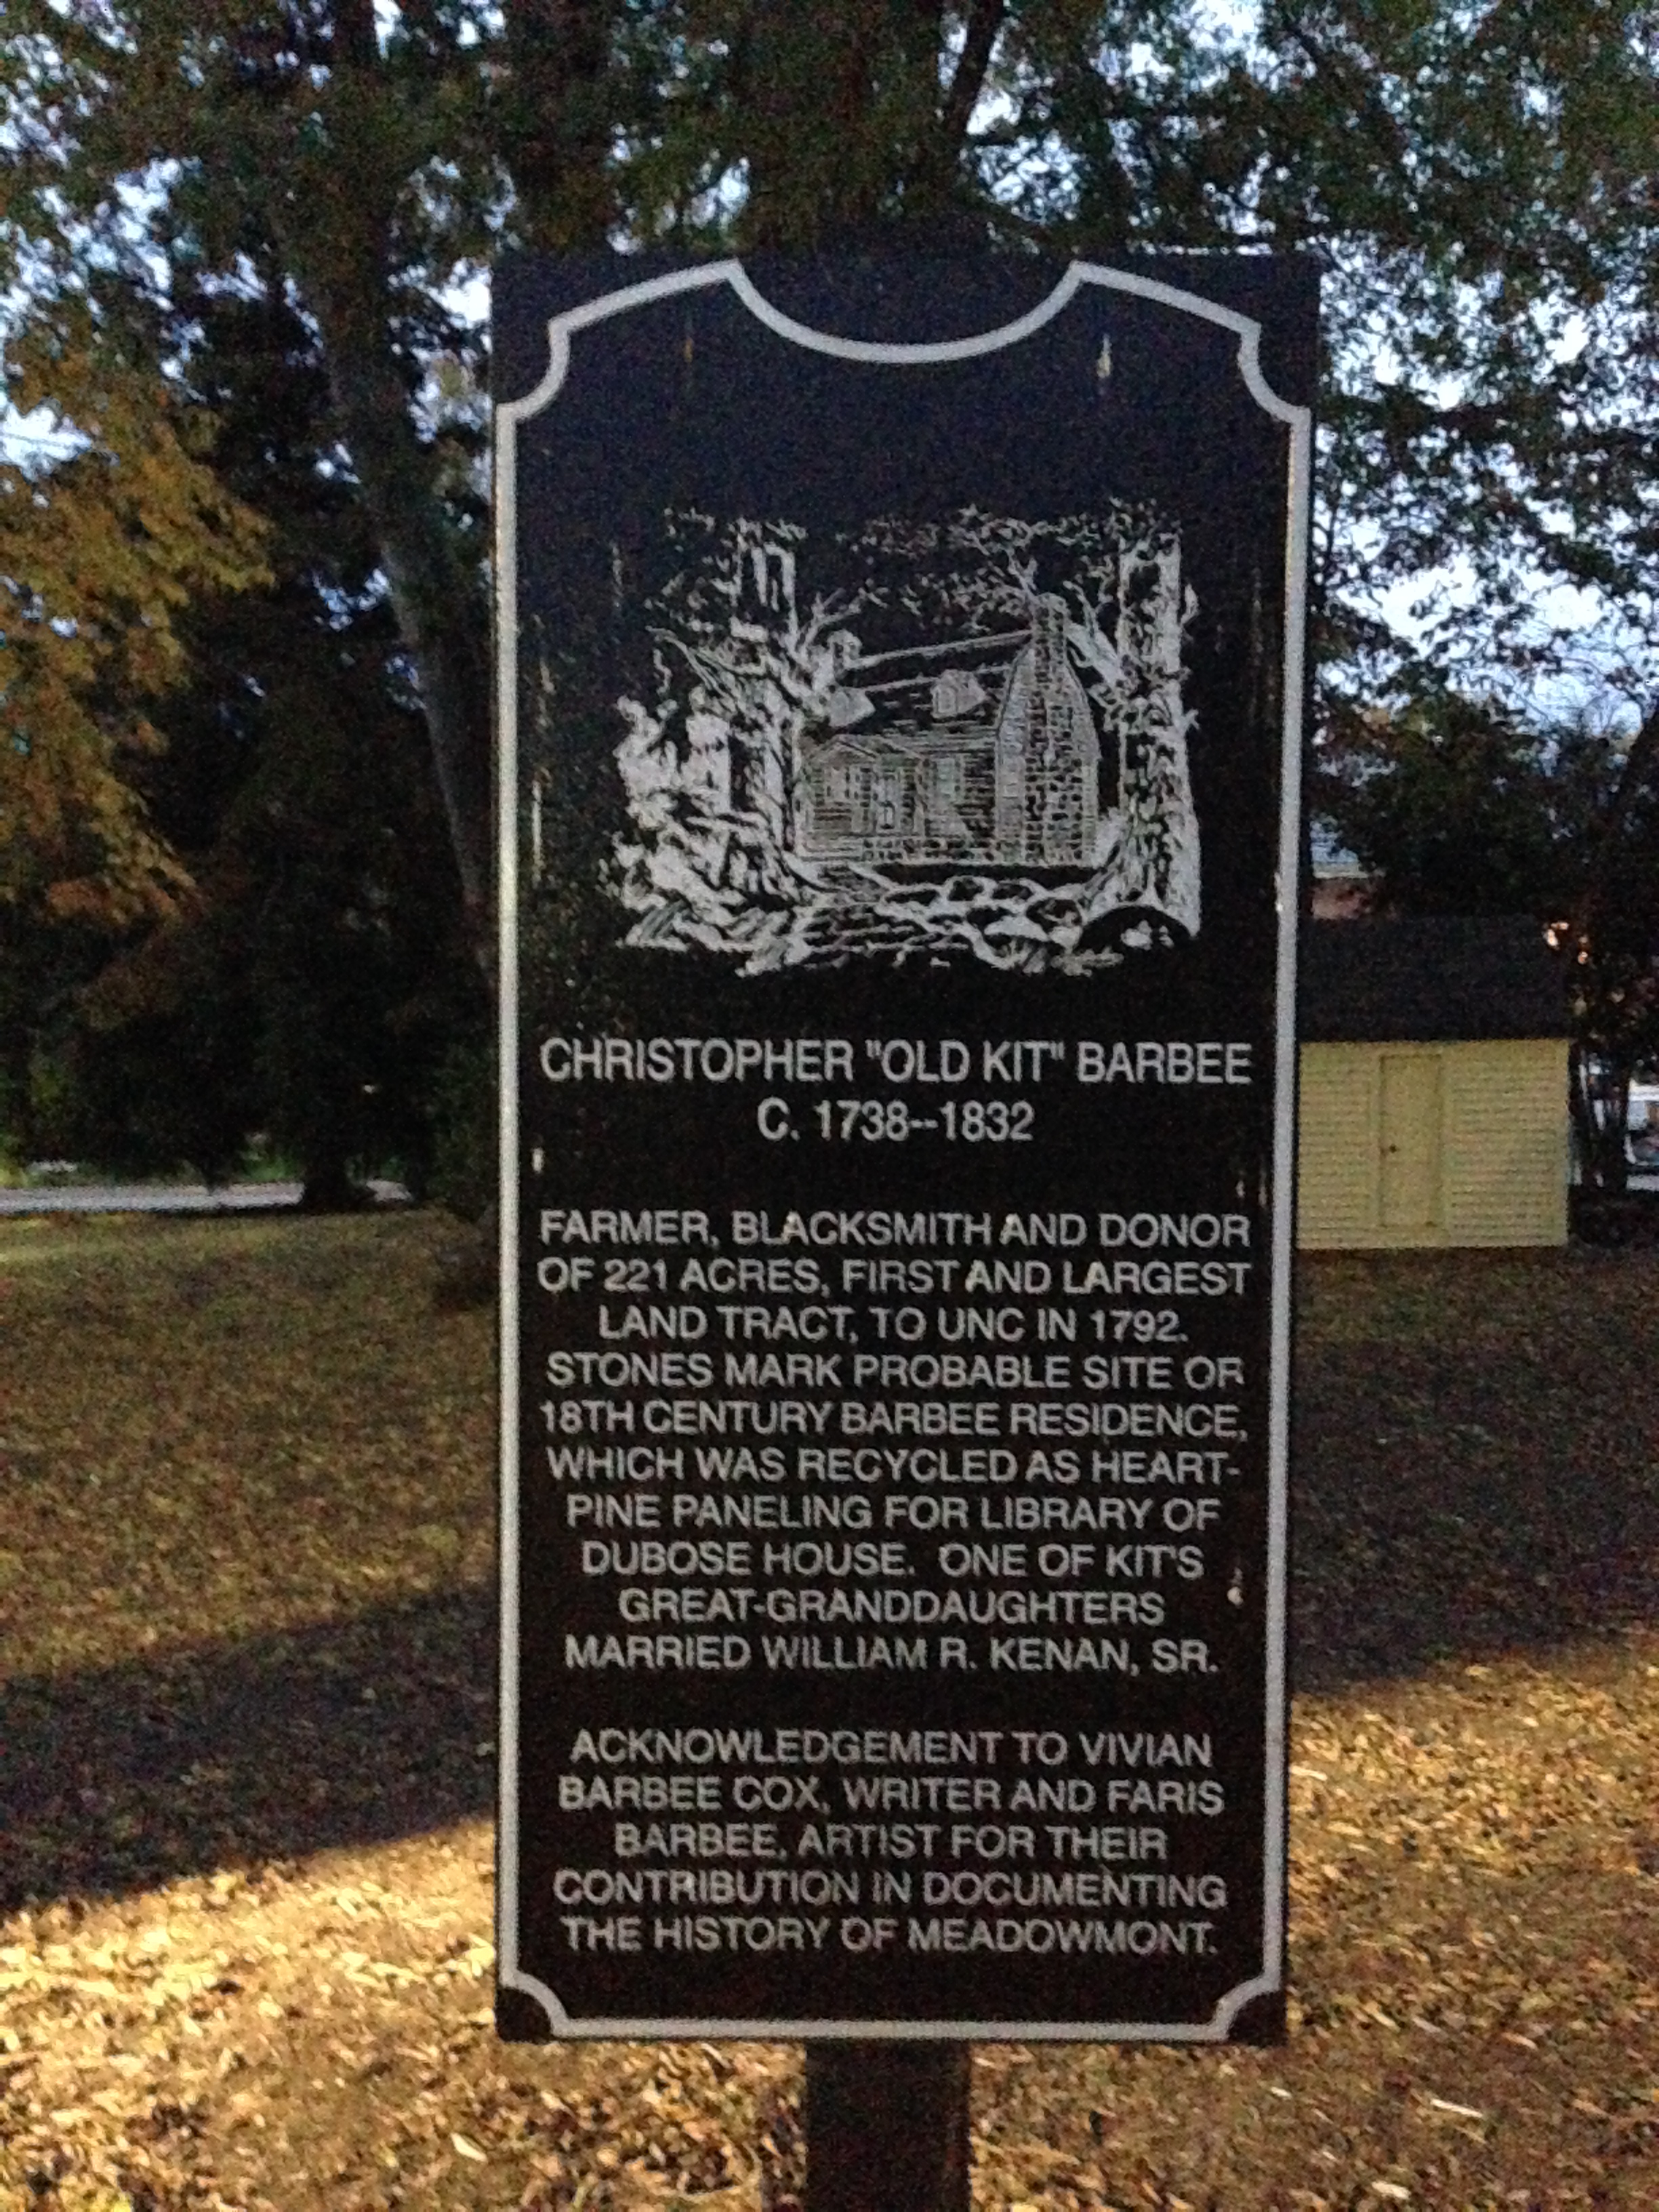 CHRISTOPHER "OLD KIT" BARBEE
C. 1738--1832
FARMER, BLACKSMITH AND DONOR
OF 221 ACRES, FIRST AND LARGEST
LAND TRACT, TO UNC IN 1792.
STONES MARK PROBABLE SITE OF
18TH CENTURY BARBEE RESIDENCE,
WHICH WAS RECYCLED AS HEART-
PINE PANELING FOR LIBRARY OF
DUBOSE HOUSE. ONE OF KIT'S
GREAT-GRANDDAUGHTERS
MARRIED WILLIAM R. KENAN, SR.
ACKNOWLEDGEMENT TO VIVIAN
BARBEE COX, WRITER AND FARIS
BARBEE, ARTIST FOR THEIR
CONTRIBUTION IN DOCUMENTING
THE HISTORY OF MEADOWMONT.